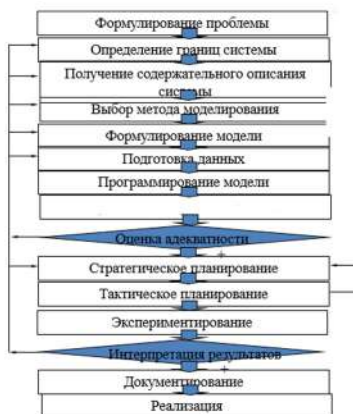 Формулирование проблемы
Определение границ системы
Получение содержательного описания
системы
Выбор метода моделирования
Формулирование модели
Подготовка данных
Программирование модели
Оценка адекватности
+
Стратегическое планирование
Тактическое планирование
Экспериментирование
Интерпретация результатов
+
Документирование
Реализация